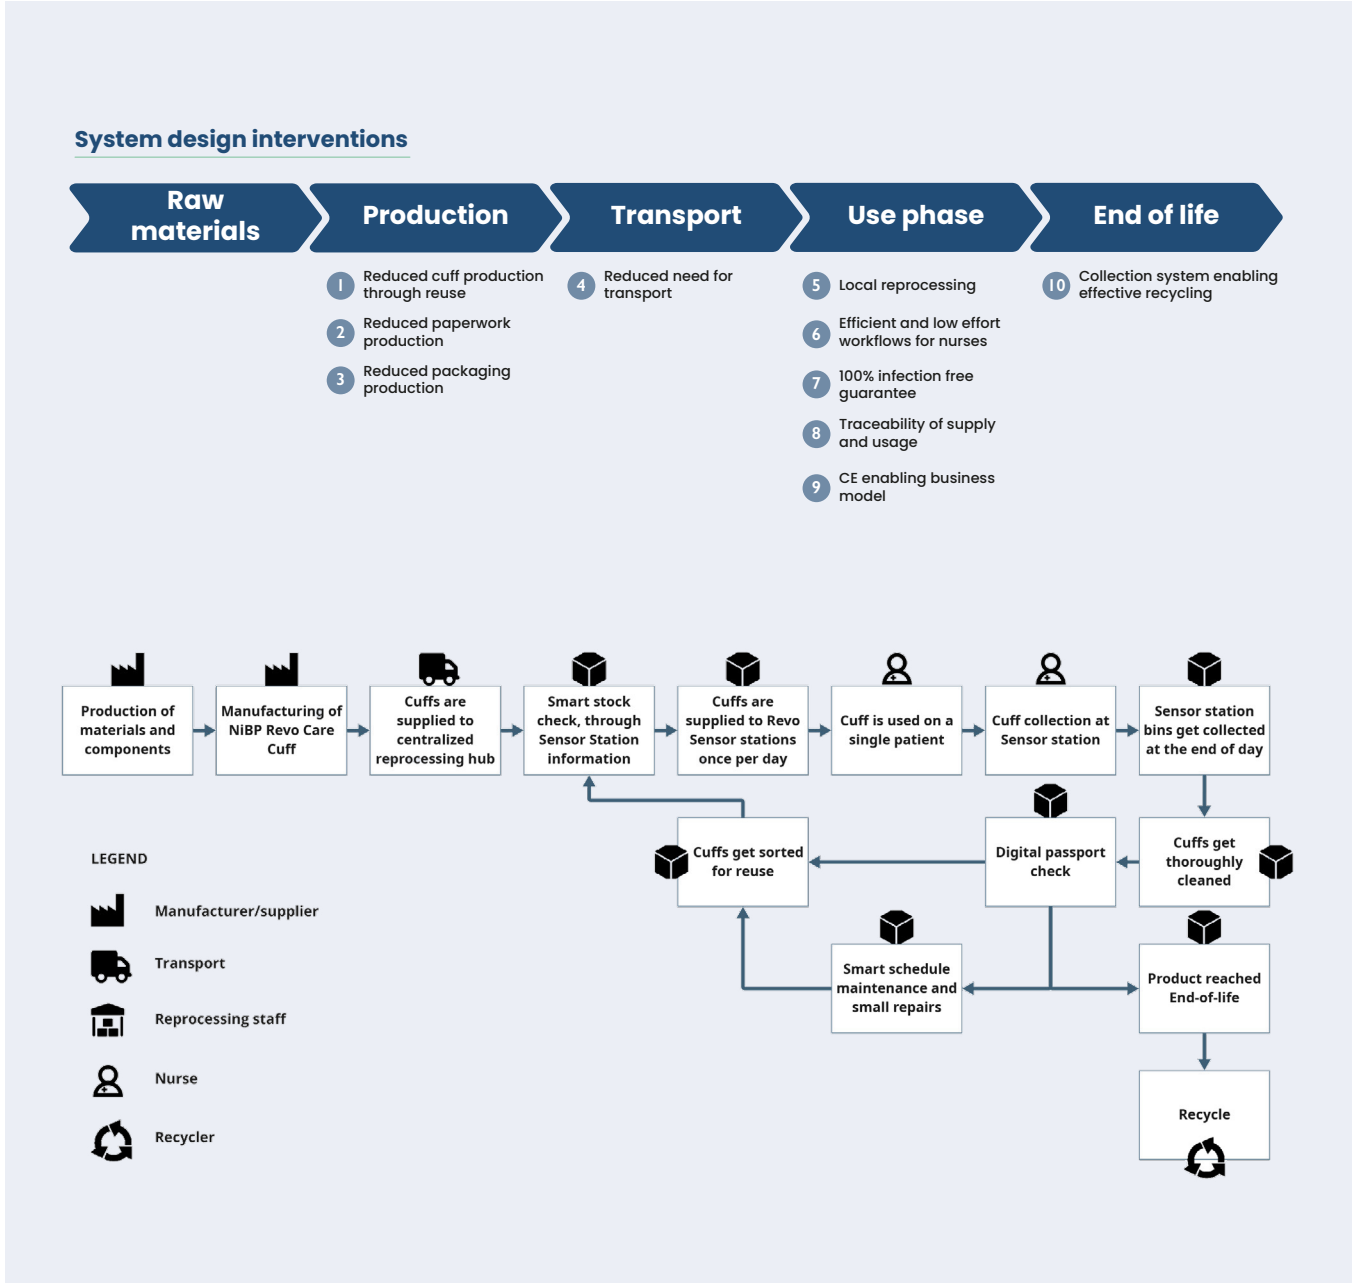 System design interventions
Raw
materials
Production
Transport
Use phase
End of life
1 Reduced cuff production
through reuse
2 Reduced paperwork
production
3 Reduced packaging
production
4 Reduced need for
transport
5 Local reprocessing
6 Efficient and low effort
workflows for nurses
7 100% infection free
guarantee
8 Traceability of supply
and usage
9 CE enabling business
model
10 Collection system enabling
effective recycling
Production of
materials and
components
Manufacturing of
NiBP Revo Care
Cuff
Cuffs are
supplied to
centralized
reprocessing hub
Smart stock
check, through
Sensor Station
information
Cuffs are
supplied to Revo
Sensor stations
once per day
Cuff is used on a
single patient
Cuff collection at
Sensor station
Sensor station
bins get collected
at the end of day
Cuffs get sorted
for reuse
Digital passport
check
Cuffs get
thoroughly
cleaned
Smart schedule
maintenance and
small repairs
Product reached
End-of-life
Recycle
LEGEND
Manufacturer/supplier
Transport
Reprocessing staff
Nurse
Recycler